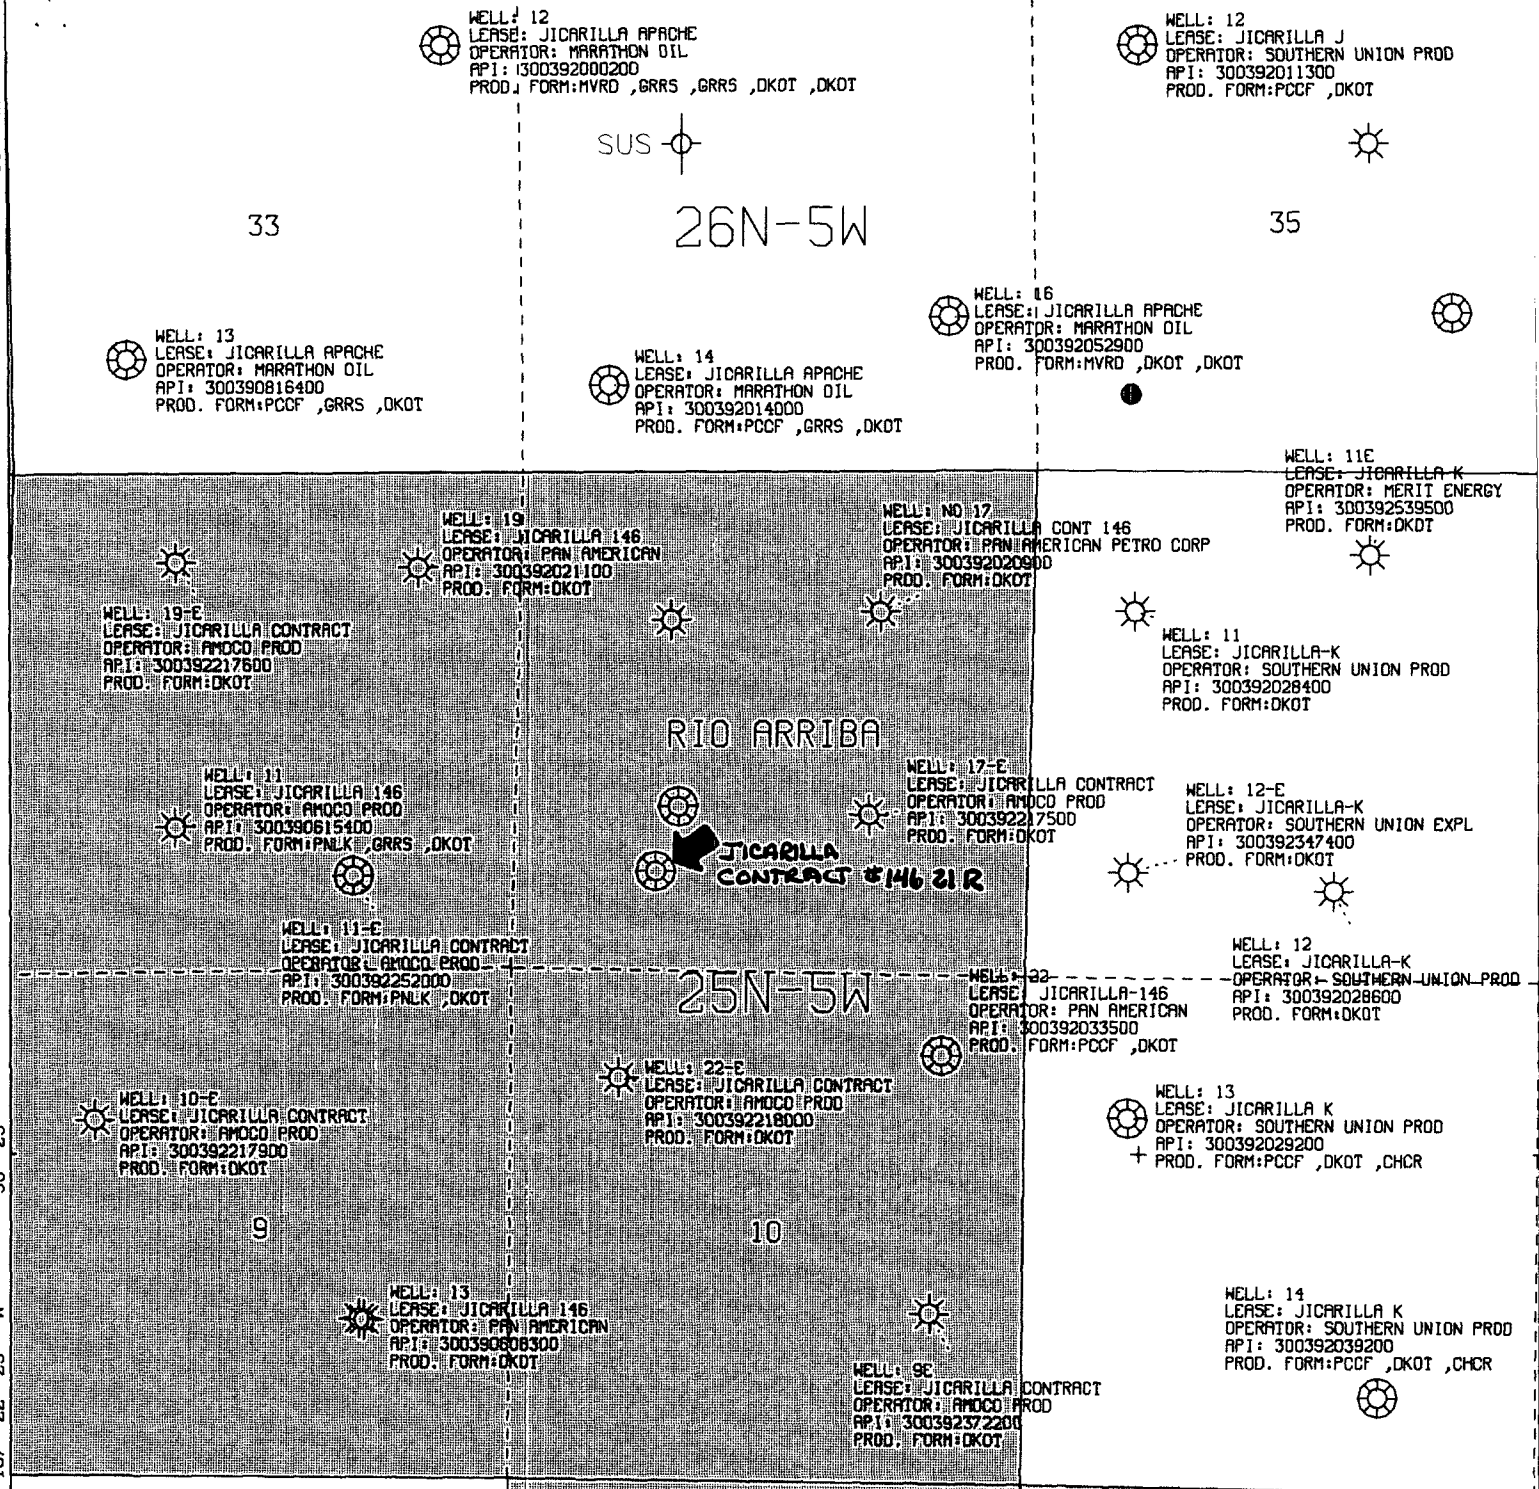 WELL: 12
LEASE: JICARILLA APACHE
OPERATOR: MARATHON OIL
API: 300392000200
PROD. FORM:MVRD ,GRRS ,GRRS ,DKOT ,DKOT
WELL: 12
LEASE: JICARILLA J
OPERATOR: SOUTHERN UNION PROD
API: 300392011300
PROD. FORM:PCCF ,DKOT
SUS
33
26N-5W
35
WELL: 16
LEASE: JICARILLA APACHE
OPERATOR: MARATHON OIL
API: 300392052900
PROD. FORM:MVRD ,DKOT ,DKOT
WELL: 13
LEASE: JICARILLA APACHE
OPERATOR: MARATHON OIL
API: 300390816400
PROD. FORM:PCCF ,GRRS ,DKOT
WELL: 14
LEASE: JICARILLA APACHE
OPERATOR: MARATHON OIL
API: 300392014000
PROD. FORM:PCCF ,GRRS ,DKOT
WELL: 11E
LEASE: JICARILLA-K
OPERATOR: MERIT ENERGY
API: 300392539500
PROD. FORM:DKOT
WELL: 19
LEASE: JICARILLA 146
OPERATOR: PAN AMERICAN
API: 300392021100
PROD. FORM:DKOT
WELL: NO 17
LEASE: JICARILLA CONT 146
OPERATOR: PAN AMERICAN PETRO CORP
API: 300392020900
PROD. FORM:DKOT
WELL: 19-E
LEASE: JICARILLA CONTRACT
OPERATOR: AMOCO PROD
API: 300392217600
PROD. FORM:DKOT
WELL: 11
LEASE: JICARILLA-K
OPERATOR: SOUTHERN UNION PROD
API: 300392028400
PROD. FORM:DKOT
RIO ARRIBA
WELL: 11
LEASE: JICARILLA 146
OPERATOR: AMOCO PROD
API: 300390615400
PROD. FORM:PNLK ,GRRS ,DKOT
WELL: 17-E
LEASE: JICARILLA CONTRACT
OPERATOR: AMOCO PROD
API: 300392217500
PROD. FORM:DKOT
WELL: 12-E
LEASE: JICARILLA-K
OPERATOR: SOUTHERN UNION EXPL
API: 300392347400
PROD. FORM:DKOT
JICARILLA
CONTRACT #146 21R
WELL: 11-E
LEASE: JICARILLA CONTRACT
OPERATOR: AMOCO PROD
API: 300392252000
PROD. FORM:PNLK ,DKOT
WELL: 12
LEASE: JICARILLA-K
OPERATOR: SOUTHERN UNION PROD
API: 300392028600
PROD. FORM:DKOT
25N-5W
WELL: 22
LEASE: JICARILLA-146
OPERATOR: PAN AMERICAN
API: 300392033500
PROD. FORM:PCCF ,DKOT
WELL: 22-E
LEASE: JICARILLA CONTRACT
OPERATOR: AMOCO PROD
API: 300392218000
PROD. FORM:DKOT
WELL: 10-E
LEASE: JICARILLA CONTRACT
OPERATOR: AMOCO PROD
API: 300392217900
PROD. FORM:DKOT
WELL: 13
LEASE: JICARILLA K
OPERATOR: SOUTHERN UNION PROD
API: 300392029200
PROD. FORM:PCCF ,DKOT ,CHCR
9
10
WELL: 13
LEASE: JICARILLA 146
OPERATOR: PAN AMERICAN
API: 300390608300
PROD. FORM:DKOT
WELL: 14
LEASE: JICARILLA K
OPERATOR: SOUTHERN UNION PROD
API: 300392039200
PROD. FORM:PCCF ,DKOT ,CHCR
WELL: 9E
LEASE: JICARILLA CONTRACT
OPERATOR: AMOCO PROD
API: 300392372200
PROD. FORM:DKOT